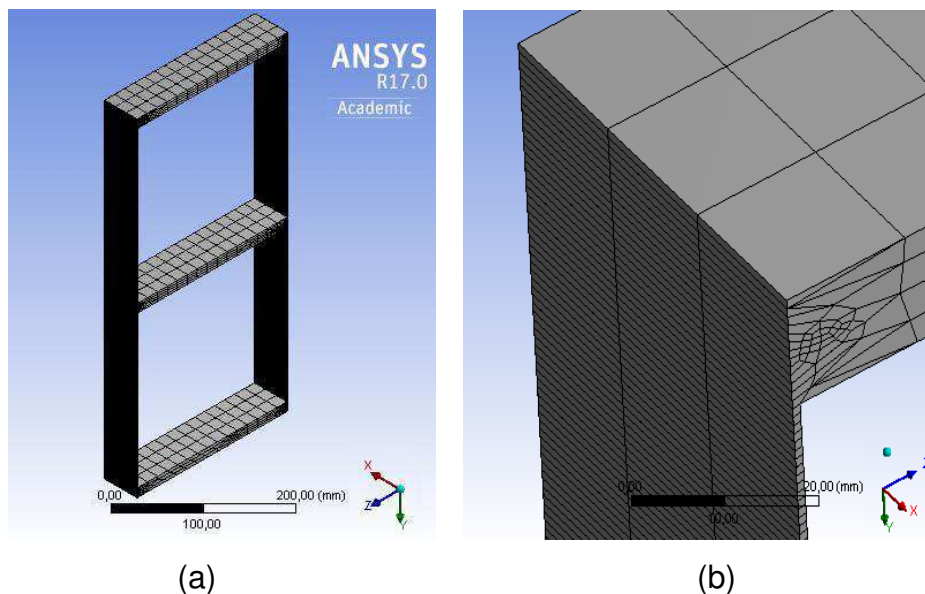 ANSYS
R17.0
Academic
X
Z
Y
0,00
200,00 (mm)
100,00
(a)
Z
X
Y
0,00
20,00 (mm)
10,00
(b)